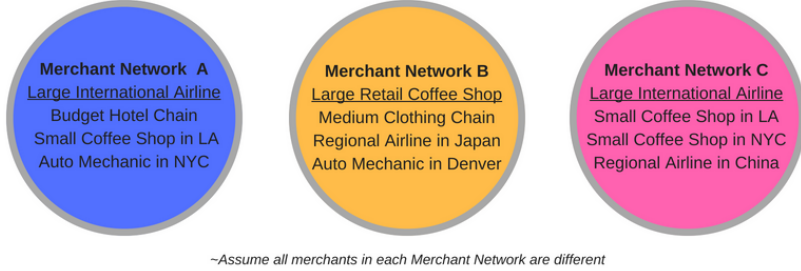 Merchant Network A
Large International Airline
Budget Hotel Chain
Small Coffee Shop in LA
Auto Mechanic in NYC
Merchant Network B
Large Retail Coffee Shop
Medium Clothing Chain
Regional Airline in Japan
Auto Mechanic in Denver
Merchant Network C
Large International Airline
Small Coffee Shop in LA
Small Coffee Shop in NYC
Regional Airline in China
~Assume all merchants in each Merchant Network are different